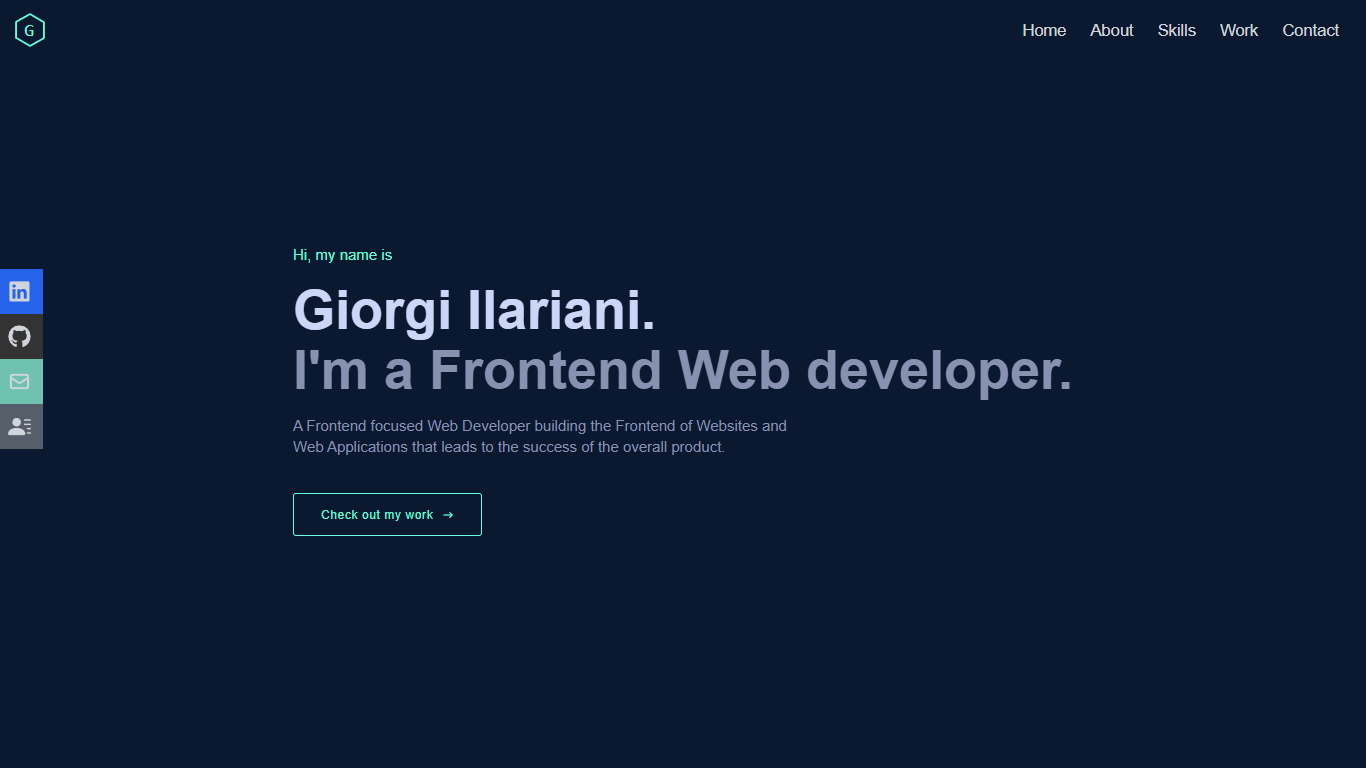 G
Home About Skills Work Contact
Hi, my name is
Giorgi Ilariani.
I'm a Frontend Web developer.
A Frontend focused Web Developer building the Frontend of Websites and
Web Applications that leads to the success of the overall product.
in
Check out my work →